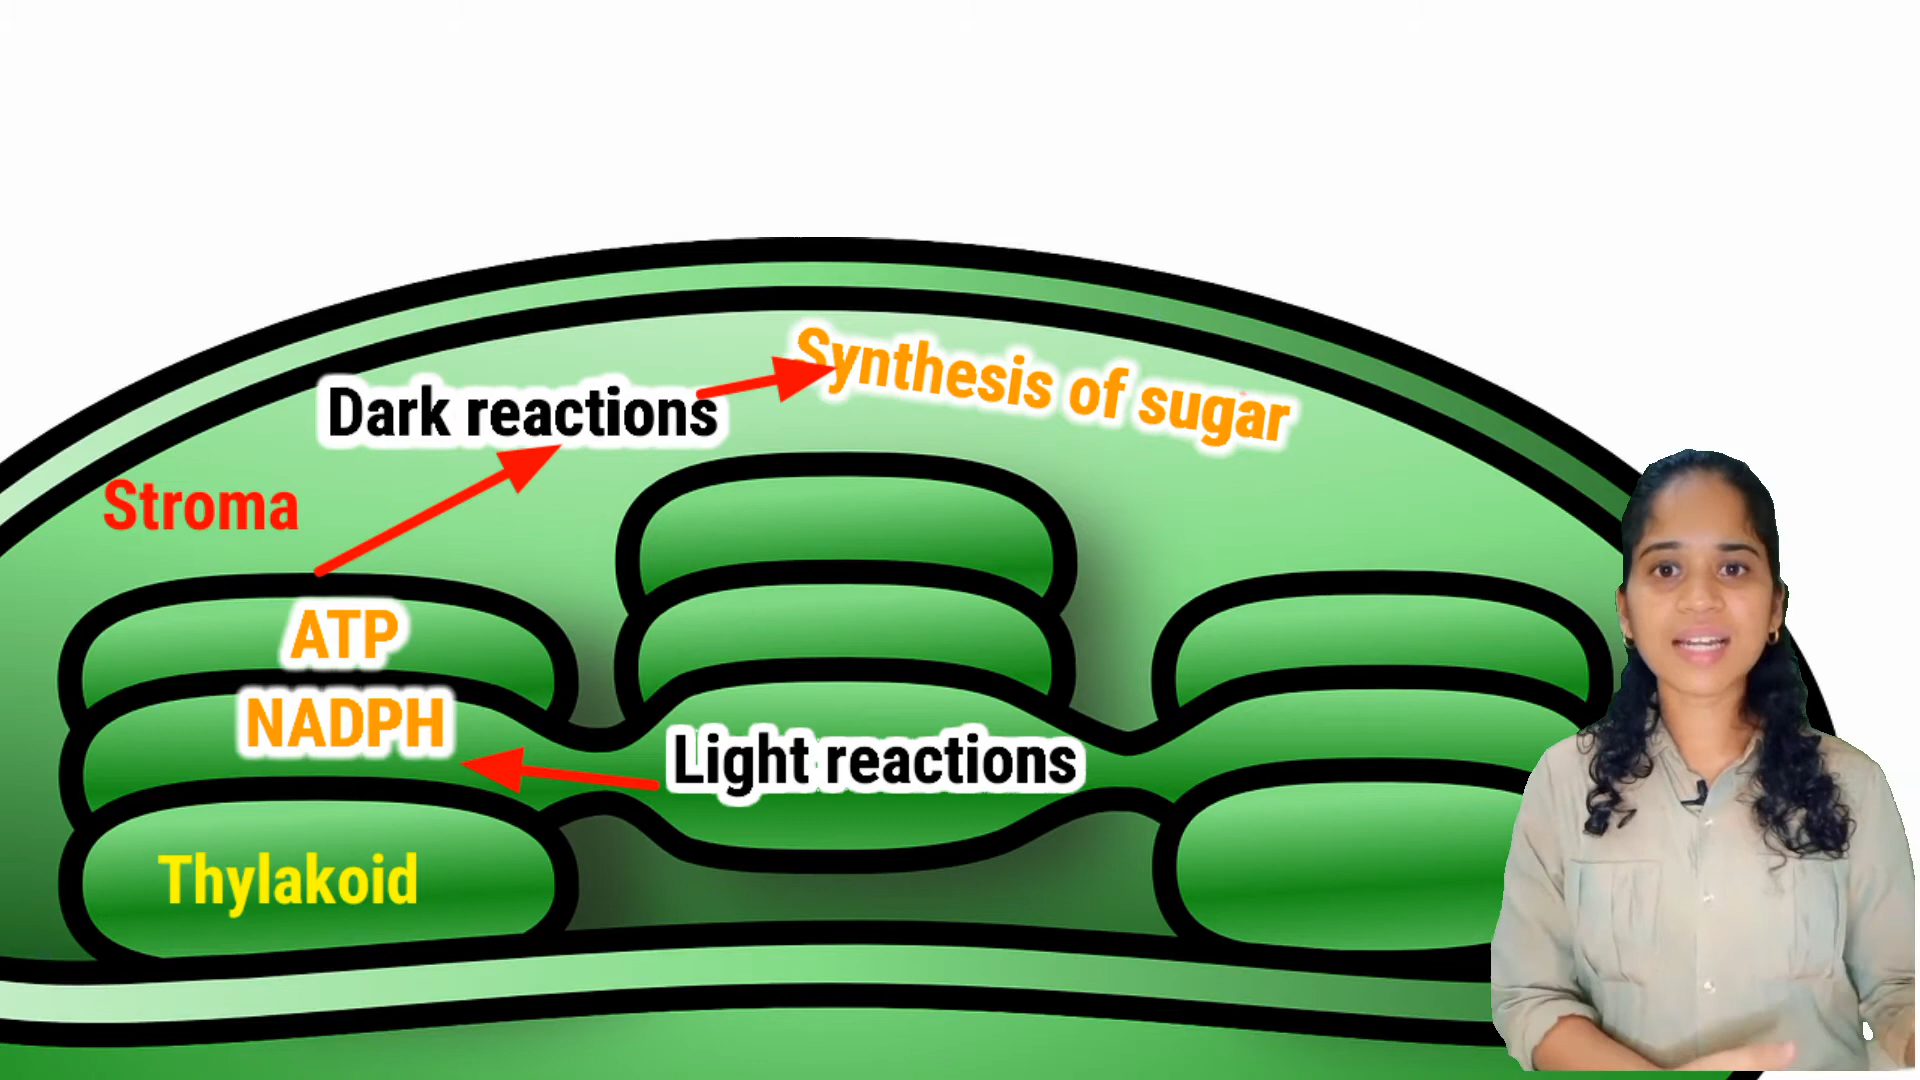 Synthesis of sugar
Dark reactions
Stroma
ATP
NADPH
Light reactions
Thylakoid